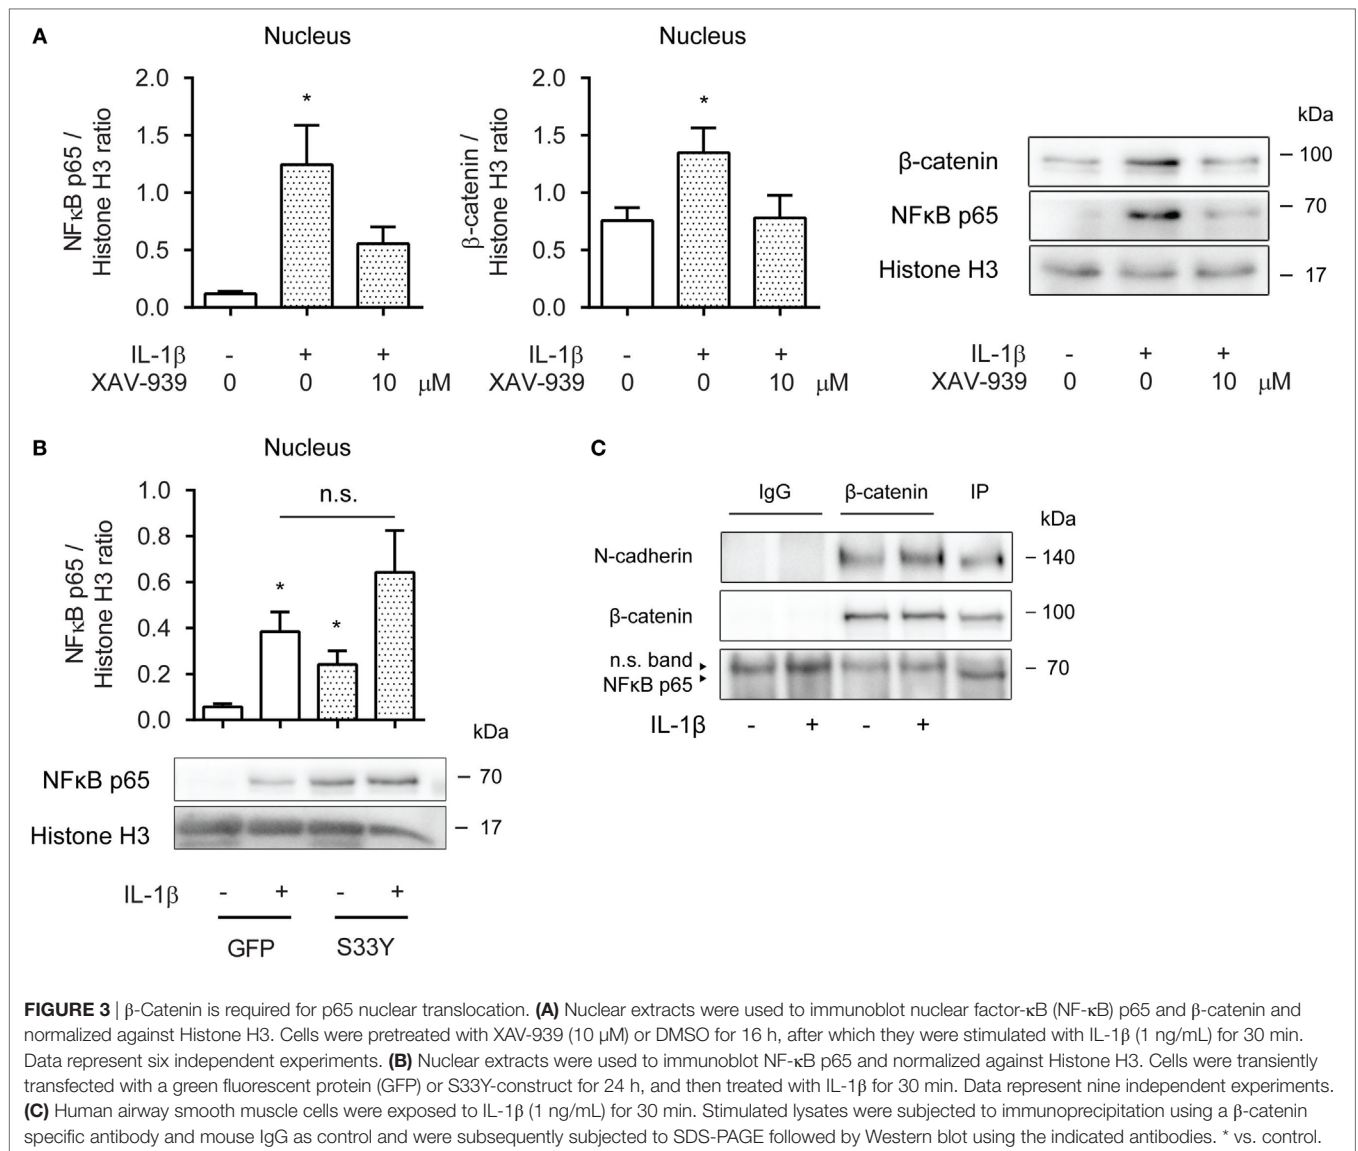 A
Nucleus
NFκB p65 /
Histone H3 ratio
2.0
1.5
1.0
0.5
0.0
*
IL-1β - + +
XAV-939 0 0 10 μM
Nucleus
β-catenin /
Histone H3 ratio
2.0
1.5
1.0
0.5
0.0
*
IL-1β - + +
XAV-939 0 0 10 μM
kDa
β-catenin – 100
NFκB p65 – 70
Histone H3 – 17
IL-1β - + +
XAV-939 0 0 10 μM
B
Nucleus
NFκB p65 /
Histone H3 ratio
1.0
0.8
0.6
0.4
0.2
0.0
n.s.
* *
kDa
NFκB p65 – 70
Histone H3 – 17
IL-1β - + - +
GFP S33Y
C
IgG β-catenin IP
kDa
N-cadherin – 140
β-catenin – 100
n.s. band – 70
NFκB p65
IL-1β - + - +
FIGURE 3 | β-Catenin is required for p65 nuclear translocation. (A) Nuclear extracts were used to immunoblot nuclear factor-κB (NF-κB) p65 and β-catenin and
normalized against Histone H3. Cells were pretreated with XAV-939 (10 μM) or DMSO for 16 h, after which they were stimulated with IL-1β (1 ng/mL) for 30 min.
Data represent six independent experiments. (B) Nuclear extracts were used to immunoblot NF-κB p65 and normalized against Histone H3. Cells were transiently
transfected with a green fluorescent protein (GFP) or S33Y-construct for 24 h, and then treated with IL-1β for 30 min. Data represent nine independent experiments.
(C) Human airway smooth muscle cells were exposed to IL-1β (1 ng/mL) for 30 min. Stimulated lysates were subjected to immunoprecipitation using a β-catenin
specific antibody and mouse IgG as control and were subsequently subjected to SDS-PAGE followed by Western blot using the indicated antibodies. * vs. control.